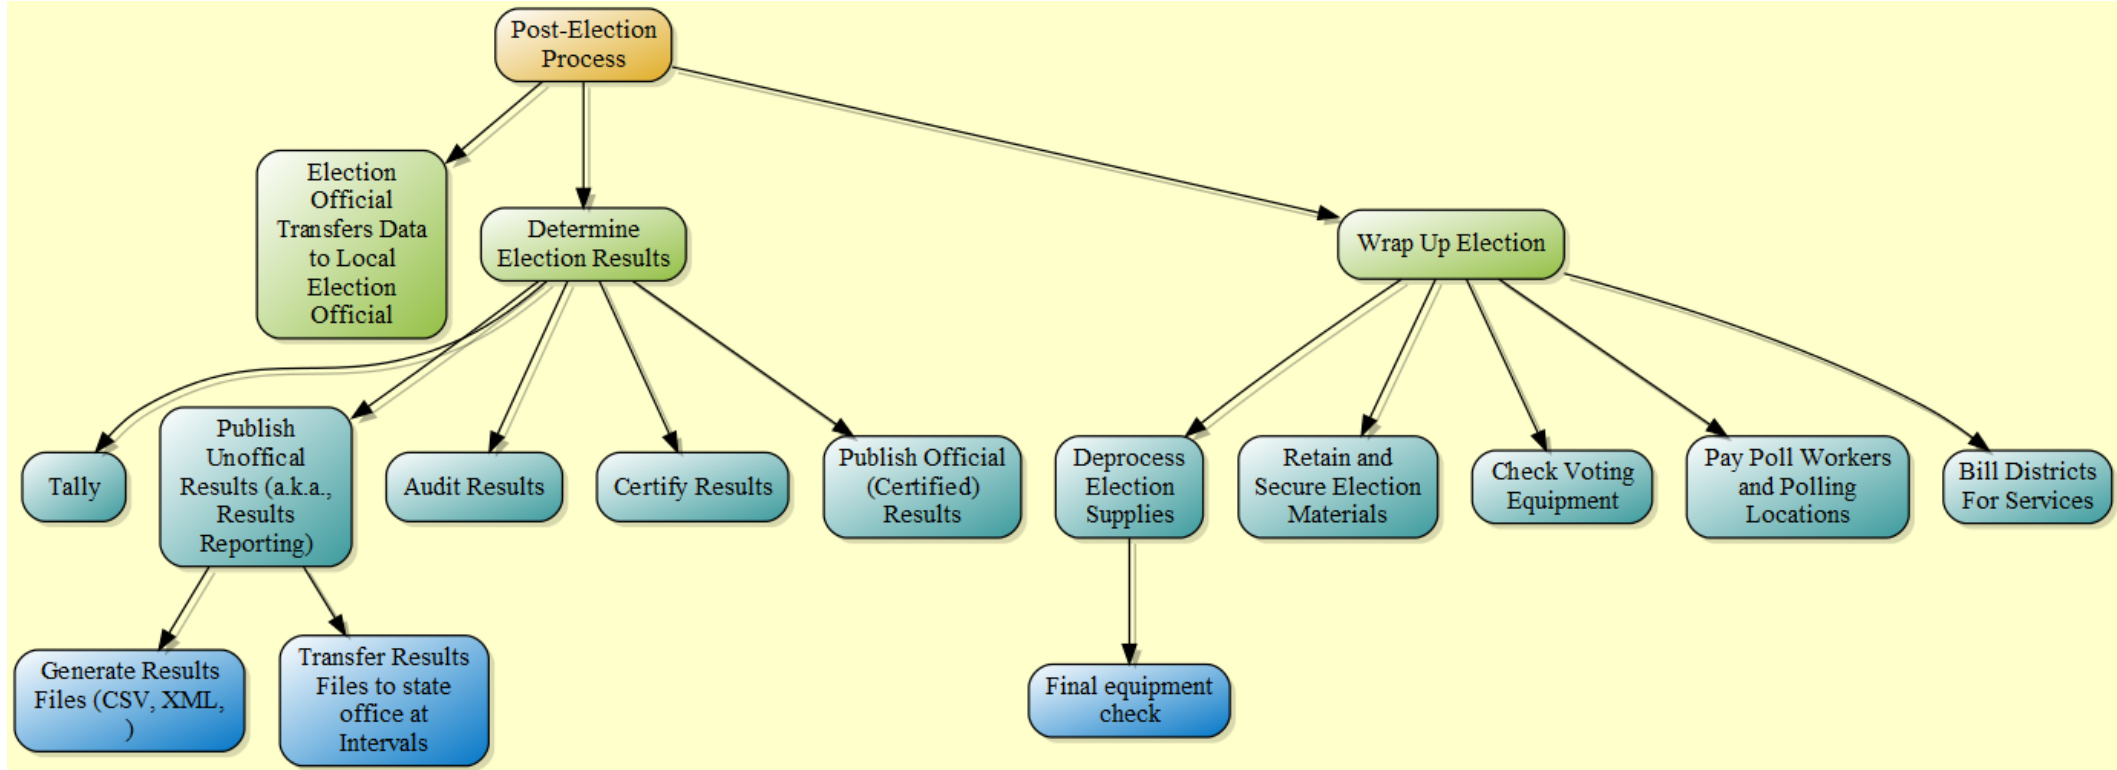 Post-Election
Process
Election
Official
Transfers Data
to Local
Election
Official
Determine
Election Results
Wrap Up Election
Tally
Publish
Unoffical
Results (a.k.a.,
Results
Reporting)
Audit Results
Certify Results
Publish Official
(Certified)
Results
Deprocess
Election
Supplies
Retain and
Secure Election
Materials
Check Voting
Equipment
Pay Poll Workers
and Polling
Locations
Bill Districts
For Services
Generate Results
Files (CSV, XML,
)
Transfer Results
Files to state
office at
Intervals
Final equipment
check